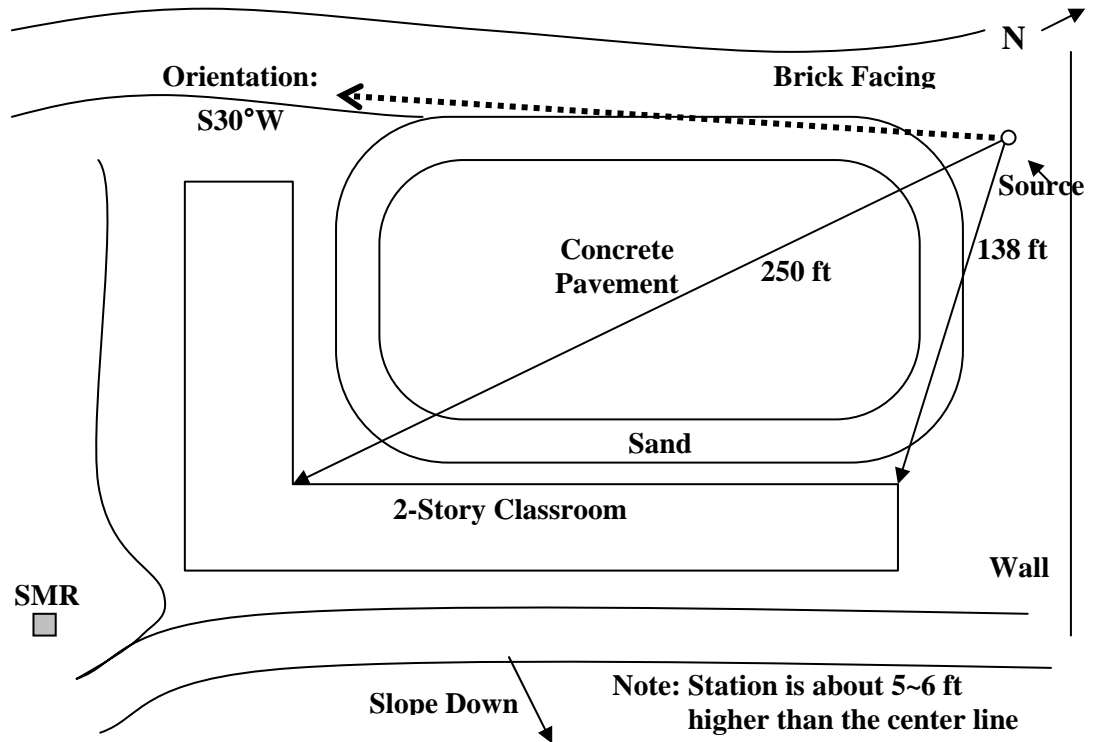 N
Orientation:
S30°W
Brick Facing
Source
Concrete
Pavement
250 ft
138 ft
Sand
2-Story Classroom
Wall
SMR
Slope Down
Note: Station is about 5~6 ft
higher than the center line